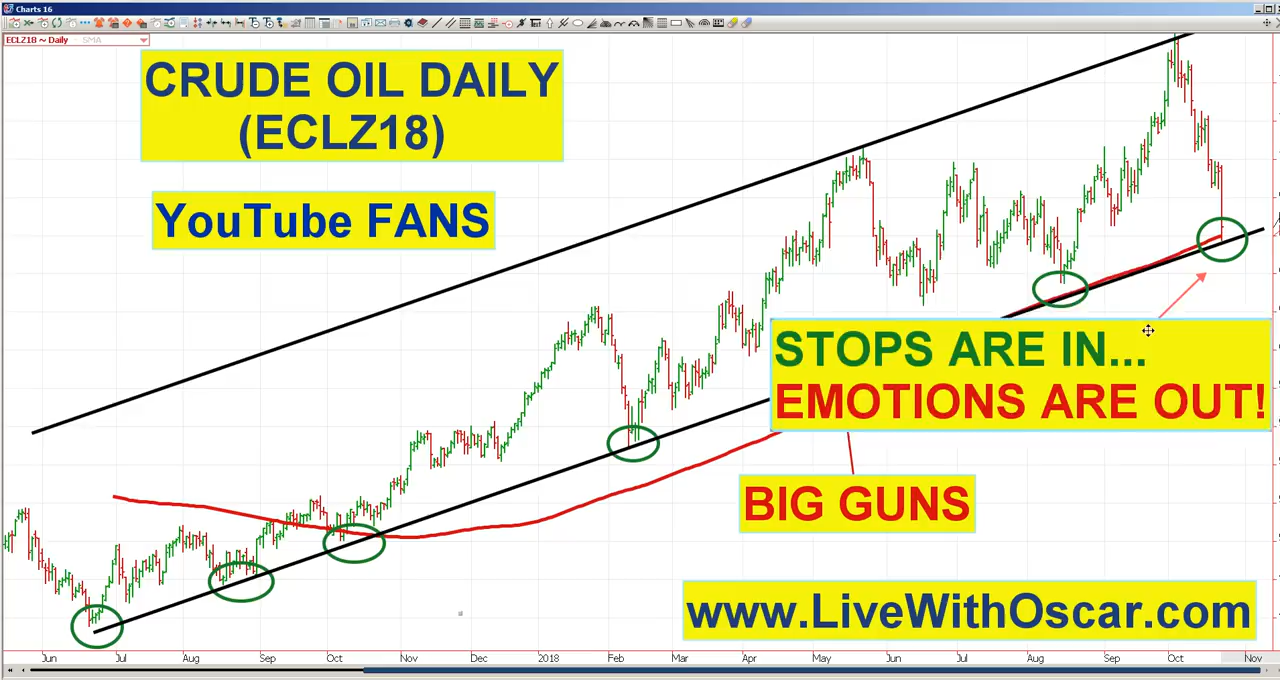 Charts 16
ECLZ18 ~ Daily SMA
CRUDE OIL DAILY
(ECLZ18)
YouTube FANS
STOPS ARE IN...
EMOTIONS ARE OUT!
BIG GUNS
www.LiveWithOscar.com
Jun Jul Aug Sep Oct Nov Dec 2018 Feb Mar Apr May Jun Jul Aug Sep Oct Nov